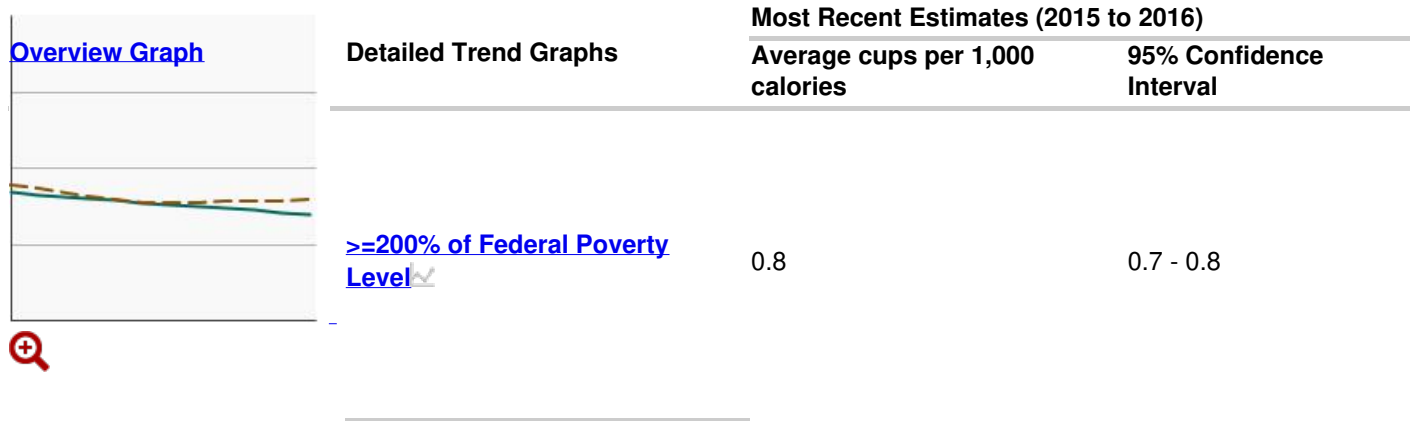 Most Recent Estimates (2015 to 2016)
Overview Graph
Detailed Trend Graphs
Average cups per 1,000
calories
95% Confidence
Interval
>=200% of Federal Poverty
Level
0.8
0.7 - 0.8